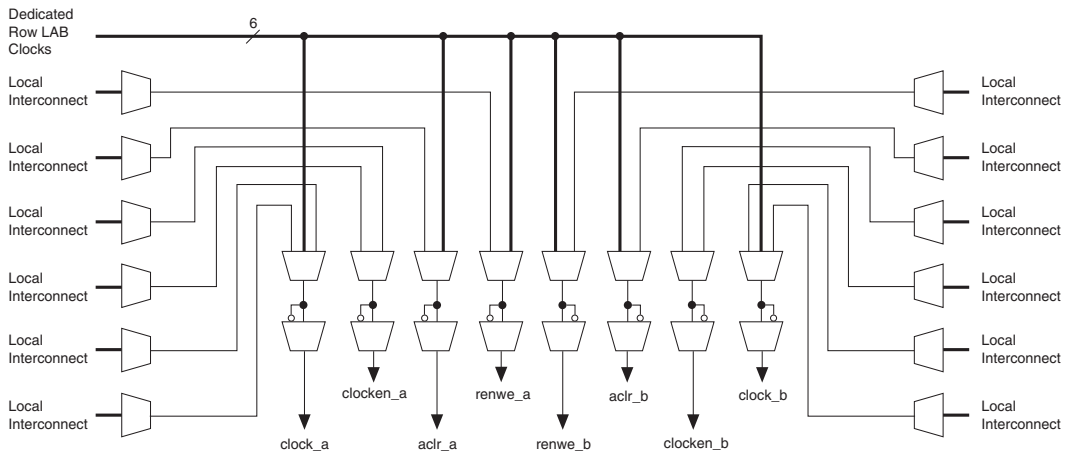 Dedicated
Row LAB
Clocks
6
Local
Interconnect
Local
Interconnect
Local
Interconnect
Local
Interconnect
Local
Interconnect
Local
Interconnect
Local
Interconnect
Local
Interconnect
Local
Interconnect
Local
Interconnect
Local
Interconnect
Local
Interconnect
clocken_a
renwe_a
aclr_b
clock_b
clock_a
aclr_a
renwe_b
clocken_b